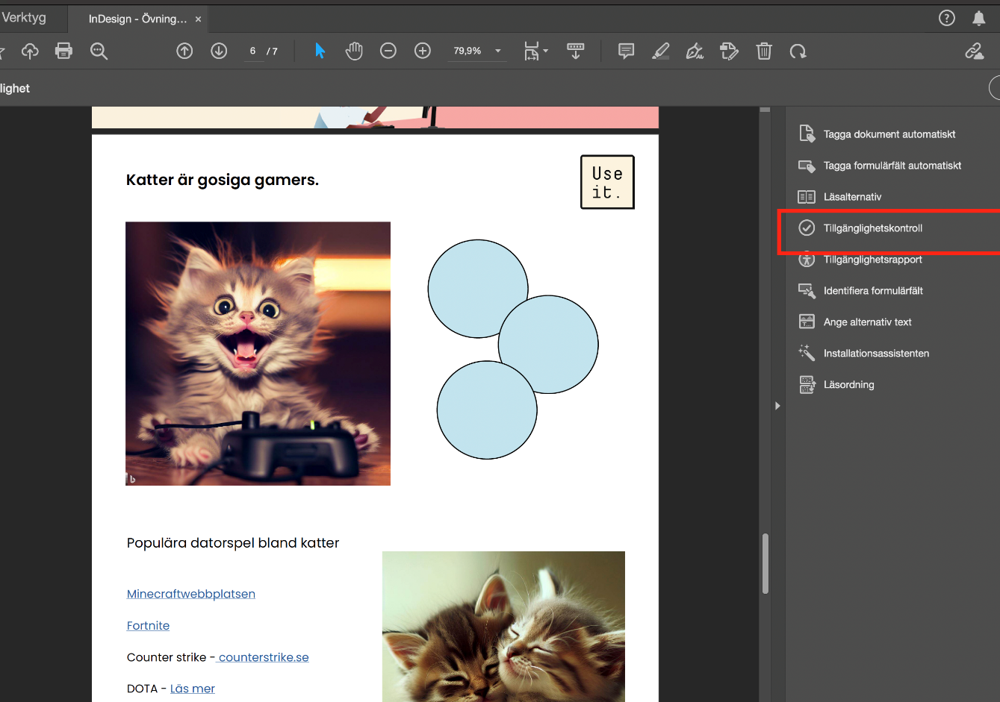 Verktyg
InDesign - Övning... ×
6 / 7
79,9%
lighet
Katter är gosiga gamers.
Use
it.
b
Populära datorspel bland katter
Minecraftwebbplatsen
Fortnite
Counter strike - counterstrike.se
DOTA - Läs mer
Tagga dokument automatiskt
Tagga formulärfält automatiskt
Läsalternativ
Tillgänglighetskontroll
Tillgänglighetsrapport
Identifiera formulärfält
Ange alternativ text
Installationsassistenten
Läsordning